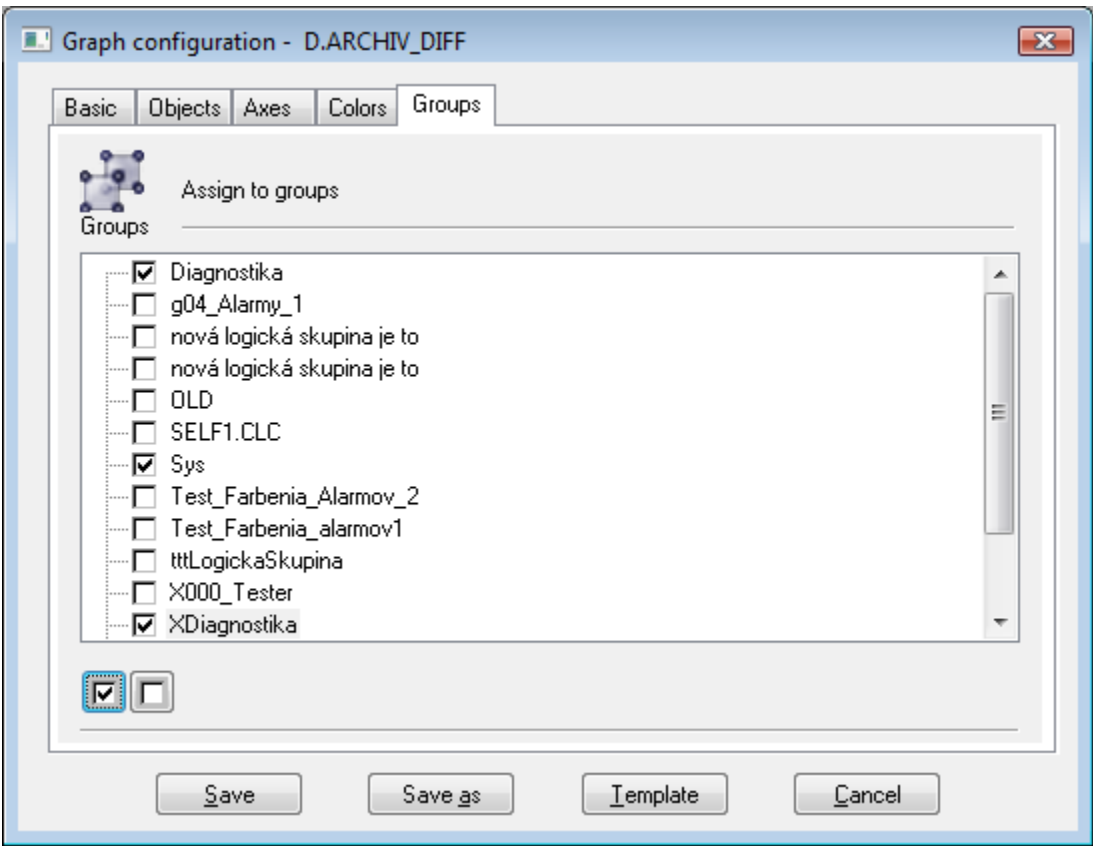 Graph configuration - D.ARCHIV_DIFF
Basic Objects Axes Colors Groups
Assign to groups
Groups
Diagnostika
g04_Alarmy_1
nová logická skupina je to
nová logická skupina je to
OLD
SELF1.CLC
Sys
Test_Farbenia_Alarmov_2
Test_Farbenia_alarmov1
tttLogickaSkupina
X000_Tester
XDiagnostika
Save Save as Template Cancel